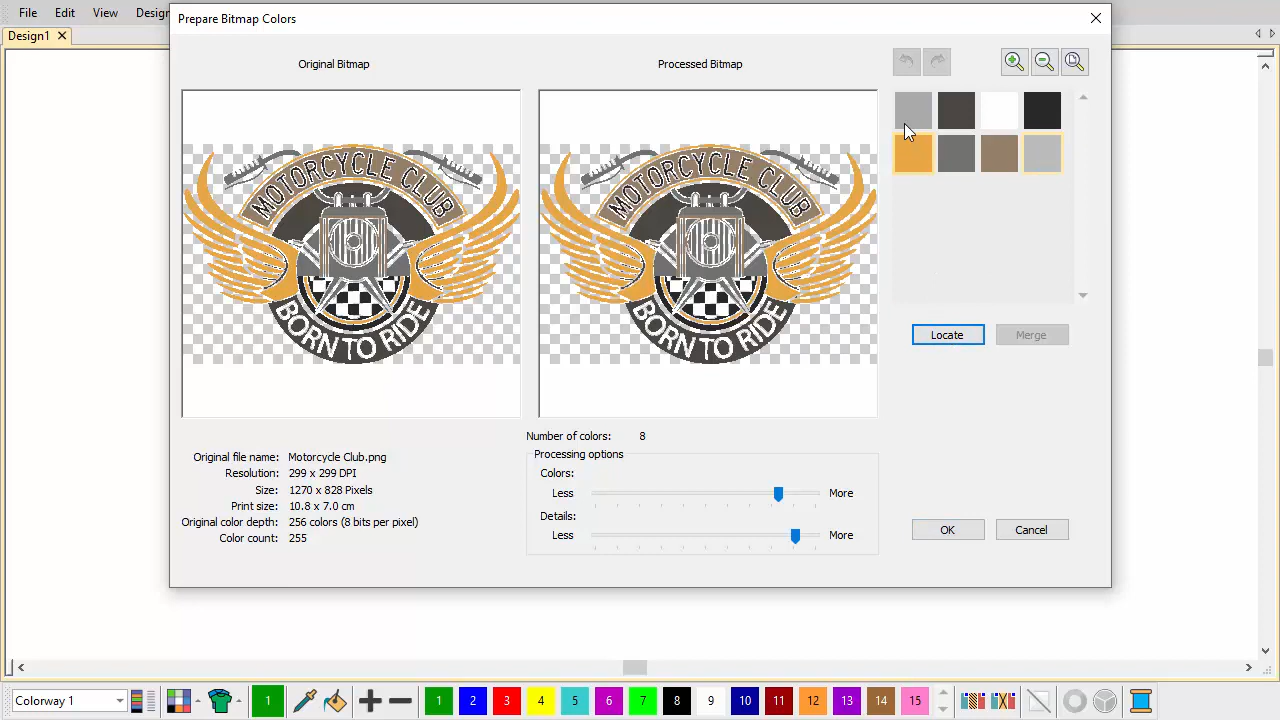 File Edit View Design
Prepare Bitmap Colors
Design1
Original Bitmap
Processed Bitmap
MOTORCYCLE CLUB
BORN TO RIDE
MOTORCYCLE CLUB
BORN TO RIDE
Locate
Merge
Number of colors: 8
Processing options
Colors:
Less
More
Details:
Less
More
Original file name: Motorcycle Club.png
Resolution: 299 x 299 DPI
Size: 1270 x 828 Pixels
Print size: 10.8 x 7.0 cm
Original color depth: 256 colors (8 bits per pixel)
Color count: 255
OK
Cancel
Colorway 1
1
1 2 3 4 5 6 7 8 9 10 11 12 13 14 15